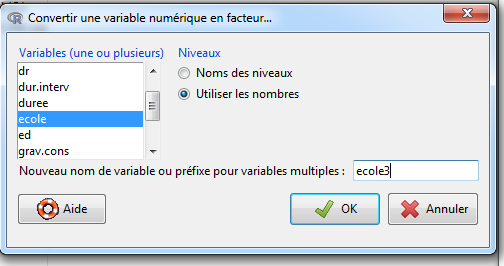 Convertir une variable numérique en facteur...
Variables (une ou plusieurs) Niveaux
dr
dur.interv
duree
ecole
ed
grav.cons
Noms des niveaux
Utiliser les nombres
Nouveau nom de variable ou préfixe pour variables multiples : ecole3
Aide OK Annuler